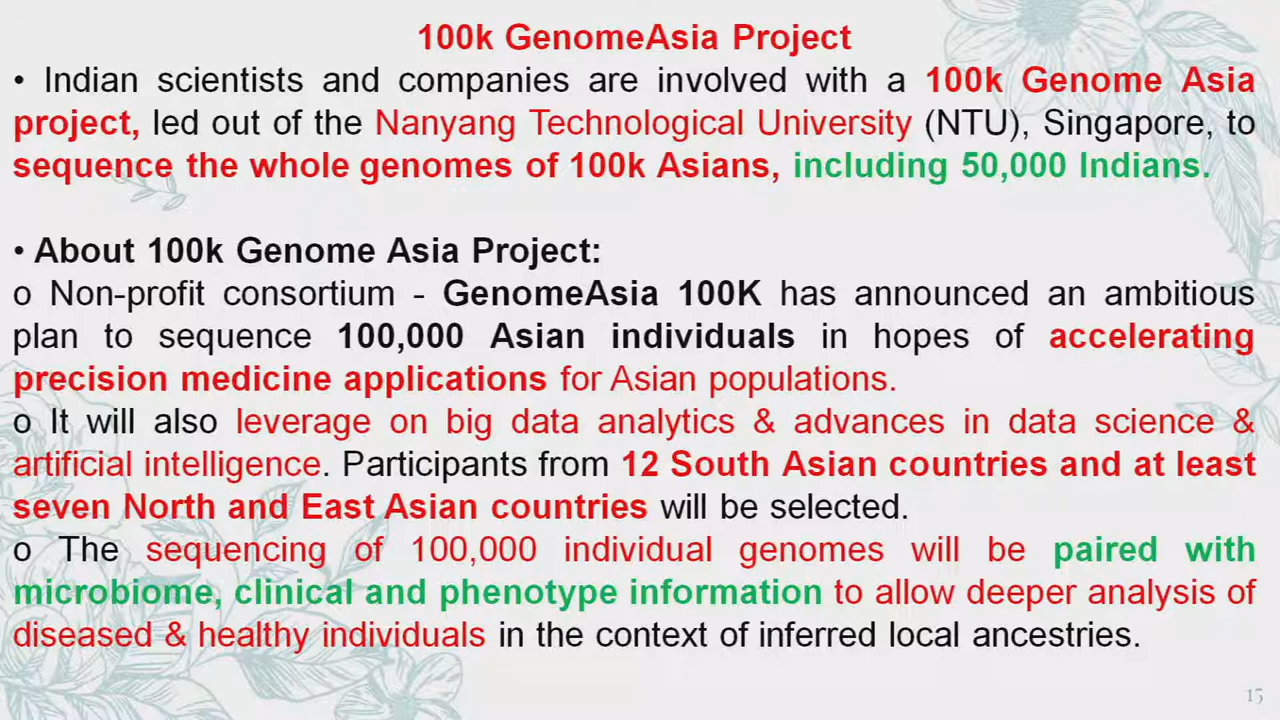 100k GenomeAsia Project
• Indian scientists and companies are involved with a 100k Genome Asia
project, led out of the Nanyang Technological University (NTU), Singapore, to
sequence the whole genomes of 100k Asians, including 50,000 Indians.
• About 100k Genome Asia Project:
o Non-profit consortium - GenomeAsia 100K has announced an ambitious
plan to sequence 100,000 Asian individuals in hopes of accelerating
precision medicine applications for Asian populations.
o It will also leverage on big data analytics & advances in data science &
artificial intelligence. Participants from 12 South Asian countries and at least
seven North and East Asian countries will be selected.
o The sequencing of 100,000 individual genomes will be paired with
microbiome, clinical and phenotype information to allow deeper analysis of
diseased & healthy individuals in the context of inferred local ancestries.
15